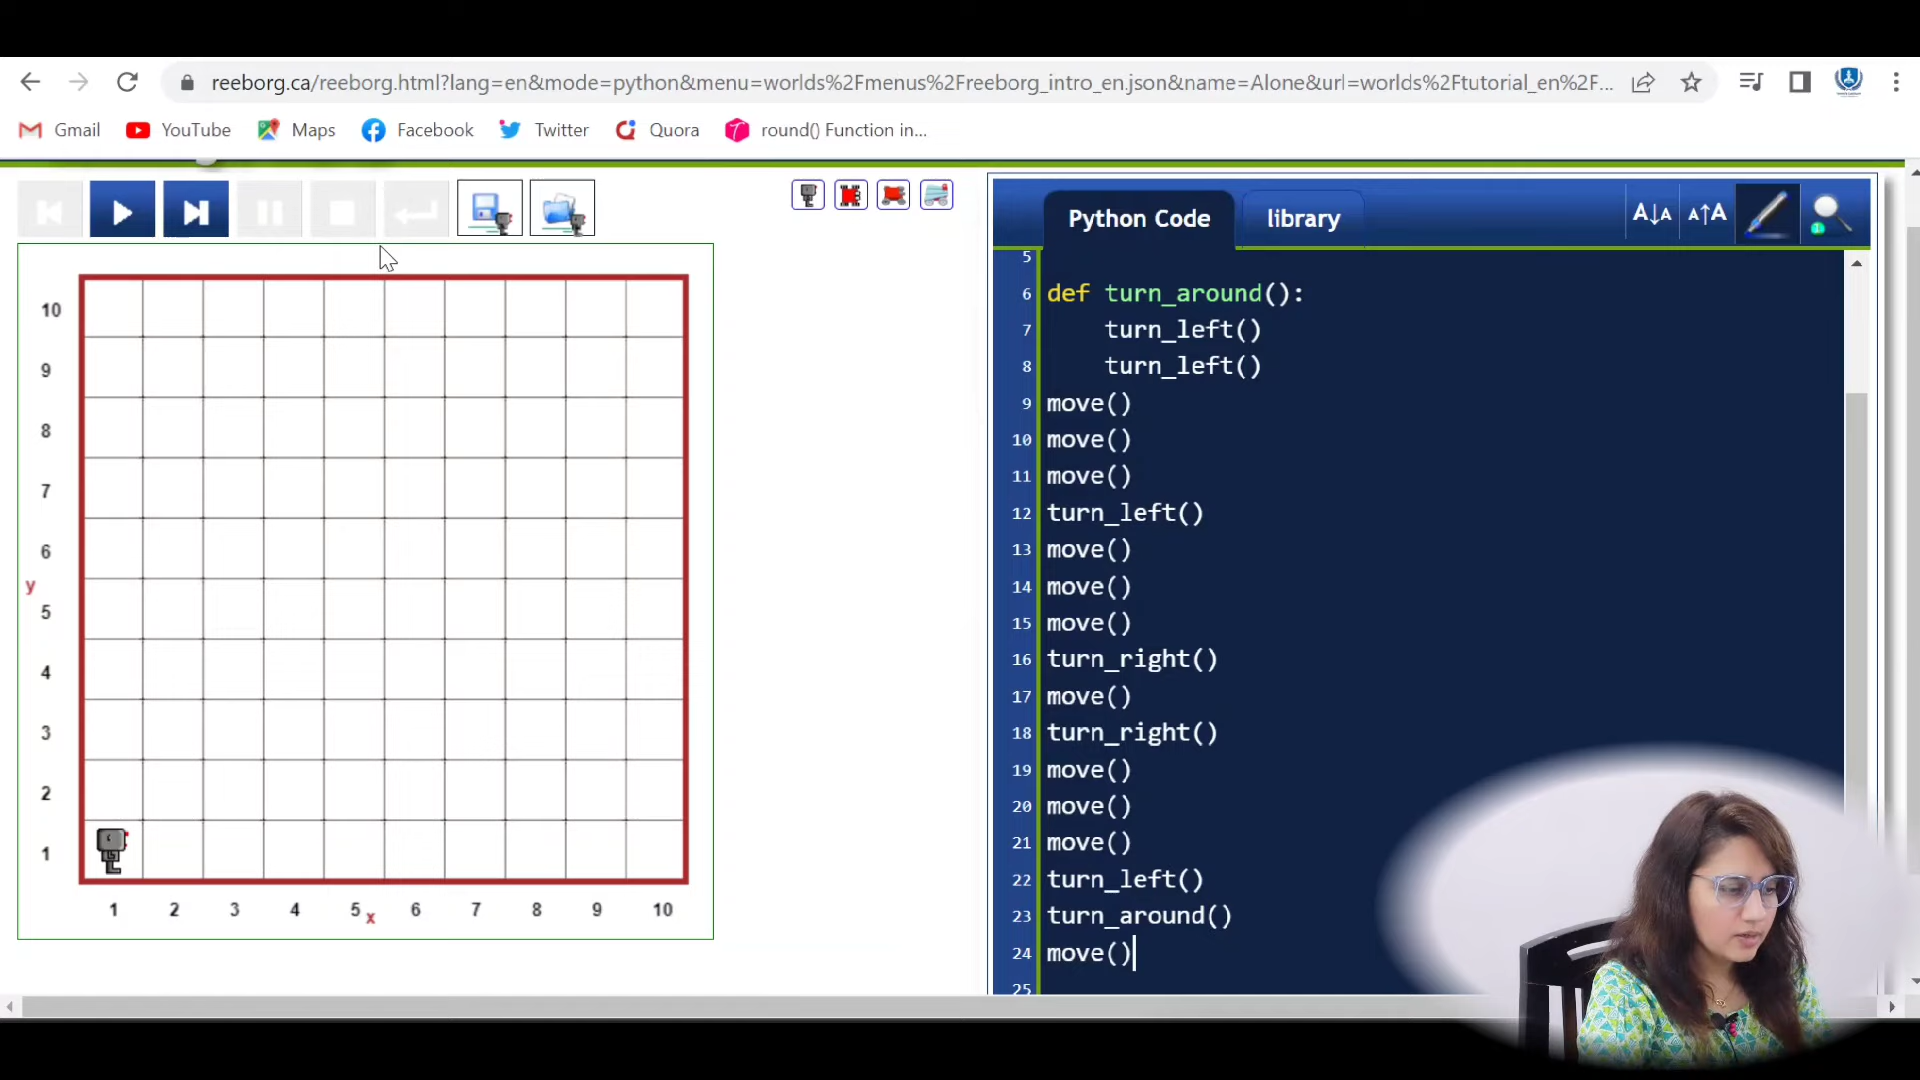 reeborg.ca/reeborg.html?lang=en&mode=python&menu=worlds%2Fmenus%2Freeborg_intro_en.json&name=Alone&url=worlds%2Ftutorial_en%2F...
Gmail YouTube Maps Facebook Twitter Quora round() Function in...
Python Code library A↓A A↑A
10
9
8
7
6
y
5
4
3
2
1
1 2 3 4 5 x 6 7 8 9 10
5
6 def turn_around():
7 turn_left()
8 turn_left()
9 move()
10 move()
11 move()
12 turn_left()
13 move()
14 move()
15 move()
16 turn_right()
17 move()
18 turn_right()
19 move()
20 move()
21 move()
22 turn_left()
23 turn_around()
24 move()
25